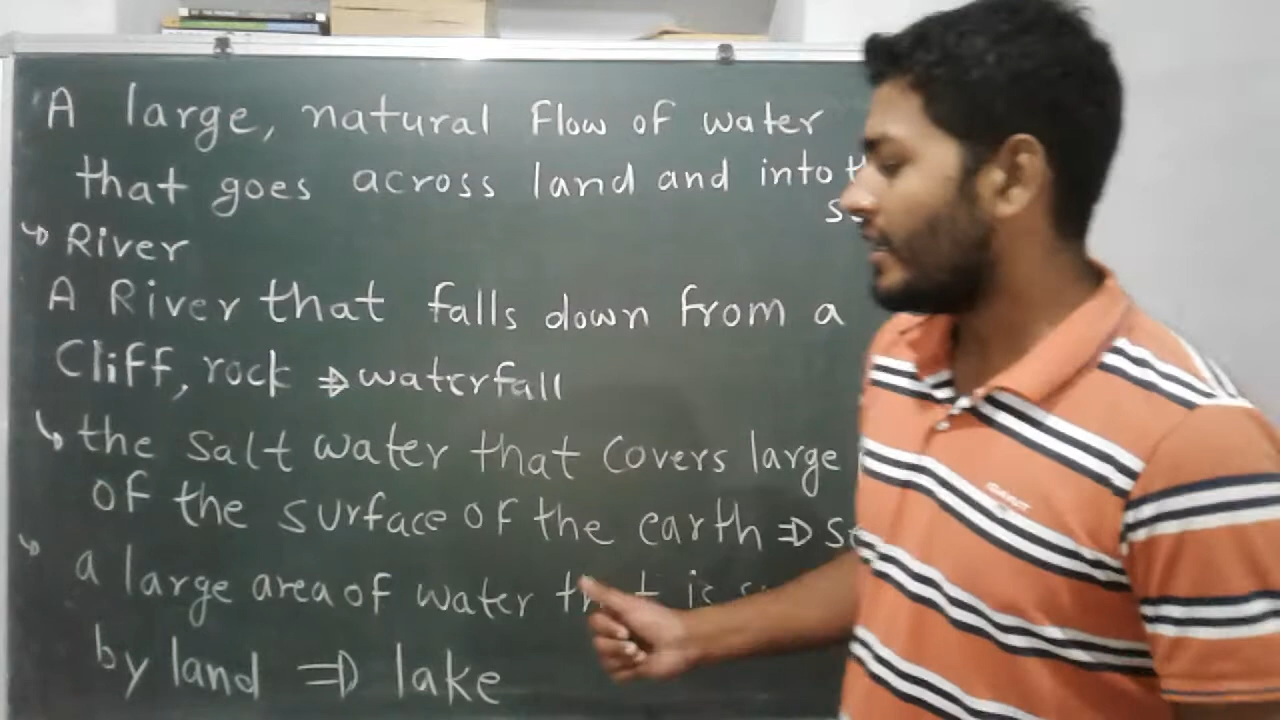 A large, natural Flow of water
that goes across land and into
River
A River that falls down from a
Cliff, rock ⇒ waterfall
the salt water that covers large
of the surface of the earth ⇒
a large area of water that is
by land ⇒ lake